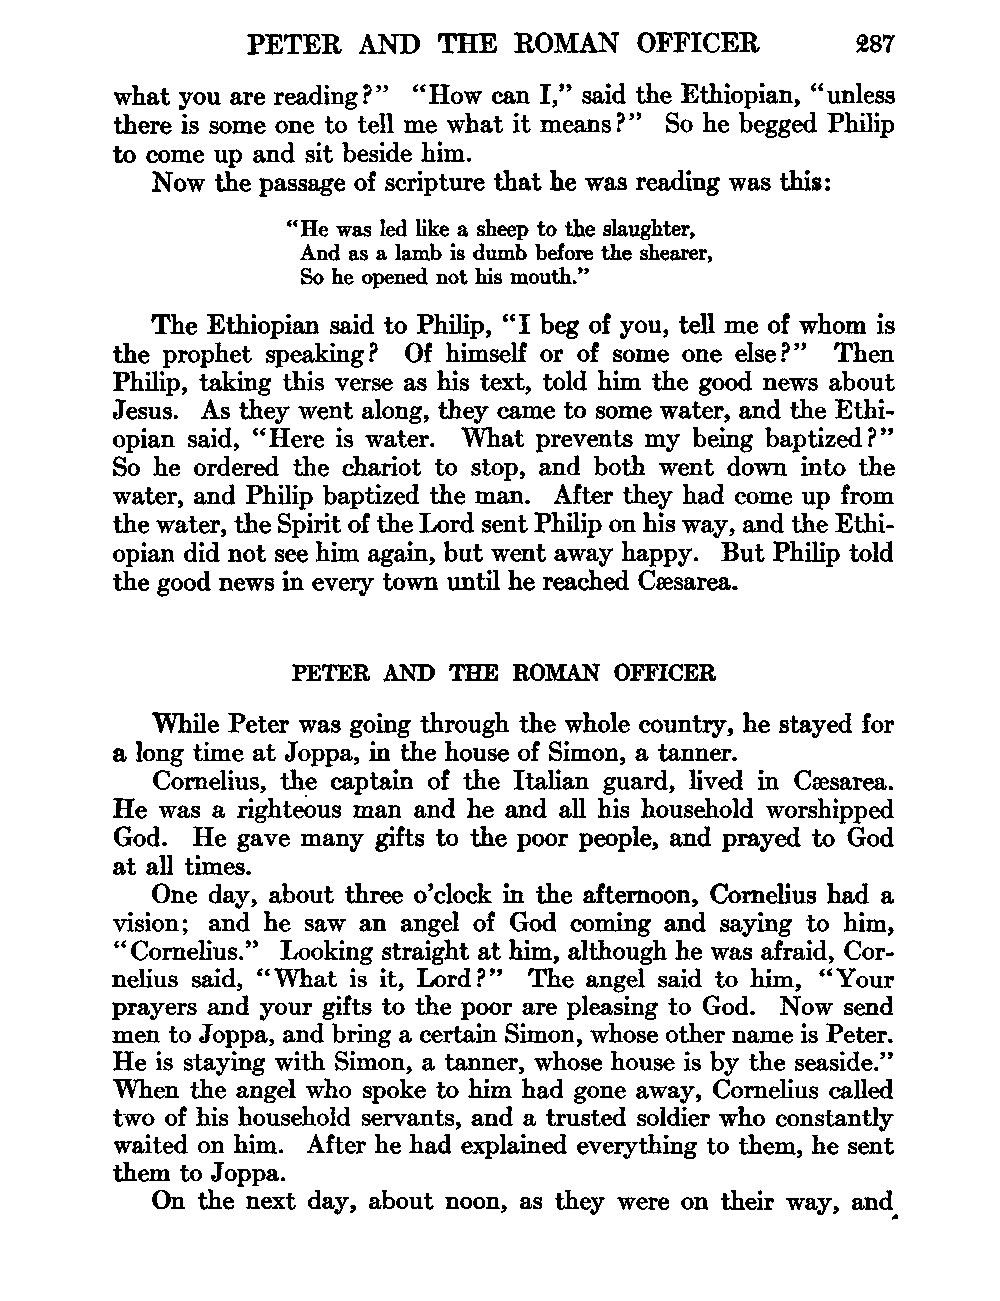 PETER AND THE ROMAN OFFICER 287
what you are reading?" "How can I," said the Ethiopian, "unless
there is some one to tell me what it means?" So he begged Philip
to come up and sit beside him.
Now the passage of scripture that he was reading was this:
"He was led like a sheep to the slaughter,
And as a lamb is dumb before the shearer,
So he opened not his mouth."
The Ethiopian said to Philip, "I beg of you, tell me of whom is
the prophet speaking? Of himself or of some one else?" Then
Philip, taking this verse as his text, told him the good news about
Jesus. As they went along, they came to some water, and the Ethi-
opian said, "Here is water. What prevents my being baptized?"
So he ordered the chariot to stop, and both went down into the
water, and Philip baptized the man. After they had come up from
the water, the Spirit of the Lord sent Philip on his way, and the Ethi-
opian did not see him again, but went away happy. But Philip told
the good news in every town until he reached Cæsarea.
PETER AND THE ROMAN OFFICER
While Peter was going through the whole country, he stayed for
a long time at Joppa, in the house of Simon, a tanner.
Cornelius, the captain of the Italian guard, lived in Cæsarea.
He was a righteous man and he and all his household worshipped
God. He gave many gifts to the poor people, and prayed to God
at all times.
One day, about three o'clock in the afternoon, Cornelius had a
vision; and he saw an angel of God coming and saying to him,
"Cornelius." Looking straight at him, although he was afraid, Cor-
nelius said, "What is it, Lord?" The angel said to him, "Your
prayers and your gifts to the poor are pleasing to God. Now send
men to Joppa, and bring a certain Simon, whose other name is Peter.
He is staying with Simon, a tanner, whose house is by the seaside."
When the angel who spoke to him had gone away, Cornelius called
two of his household servants, and a trusted soldier who constantly
waited on him. After he had explained everything to them, he sent
them to Joppa.
On the next day, about noon, as they were on their way, and